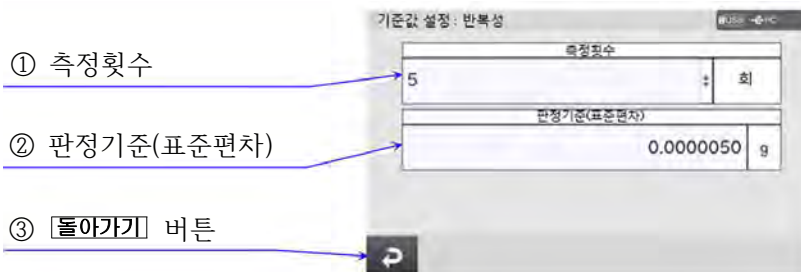 기준값 설정 : 반복성
USB PC
① 측정횟수
측정횟수
5 회
② 판정기준(표준편차)
판정기준(표준편차)
0.0000050 g
③ 돌아가기 버튼